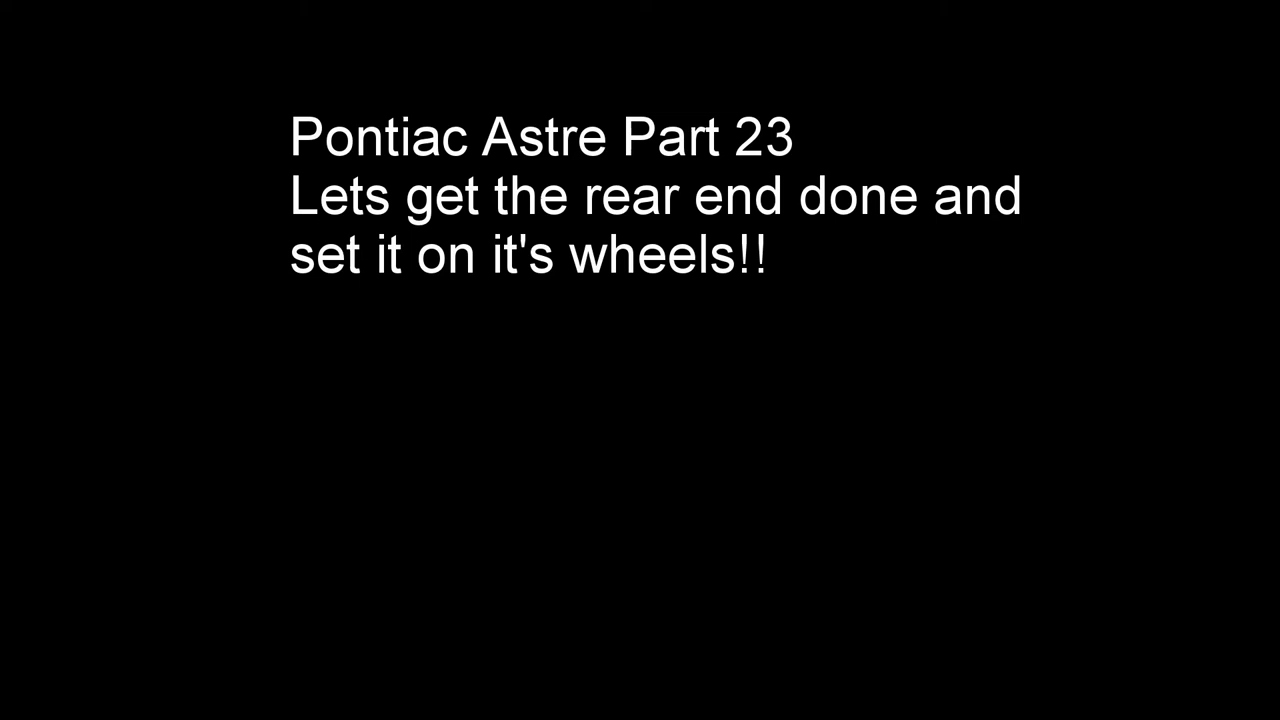 Pontiac Astre Part 23
Lets get the rear end done and
set it on it's wheels!!